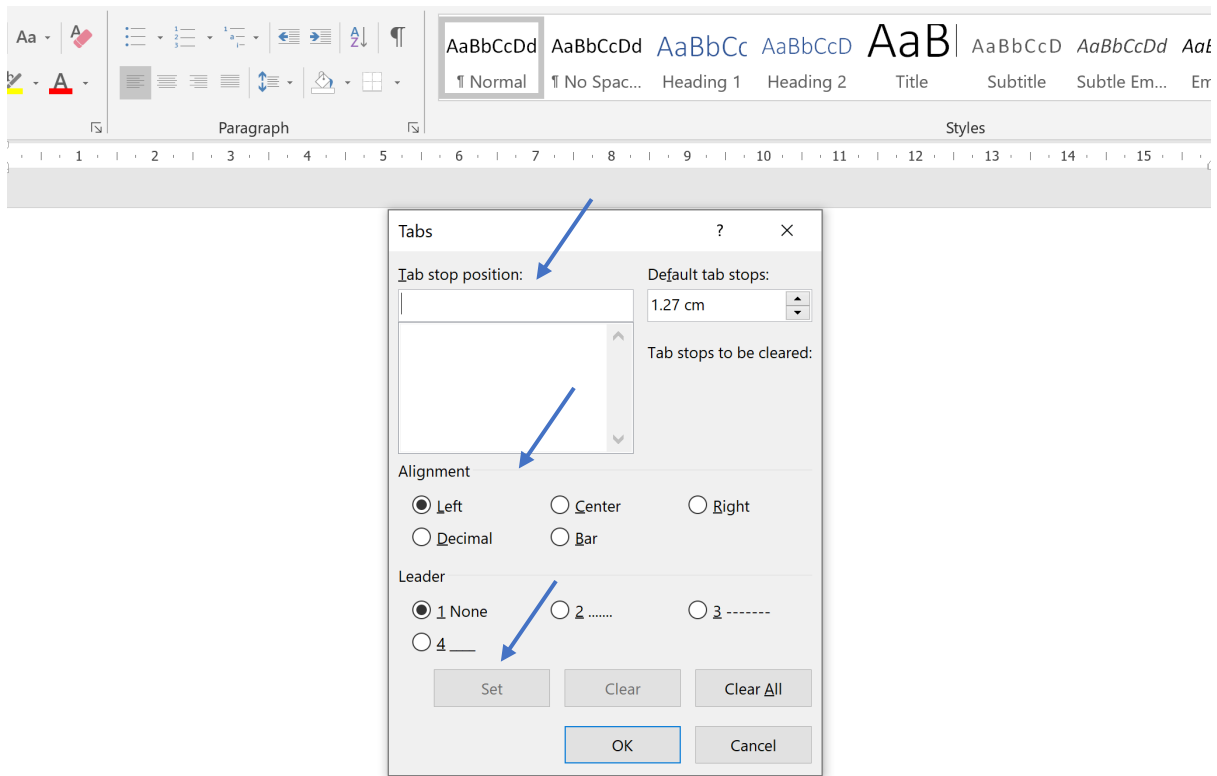 Aa
A
AaBbCcDd AaBbCcDd AaBbCc AaBbCcD AaB AaBbCcD AaBbCcDd
¶ Normal ¶ No Spac... Heading 1 Heading 2 Title Subtitle Subtle Em...
Paragraph Styles
1 2 3 4 5 6 7 8 9 10 11 12 13 14 15
Tabs ?
Tab stop position: Default tab stops:
1.27 cm
Tab stops to be cleared:
Alignment
Left Center Right
Decimal Bar
Leader
1 None 2 ....... 3 -------
4 ___
Set Clear Clear All
OK Cancel